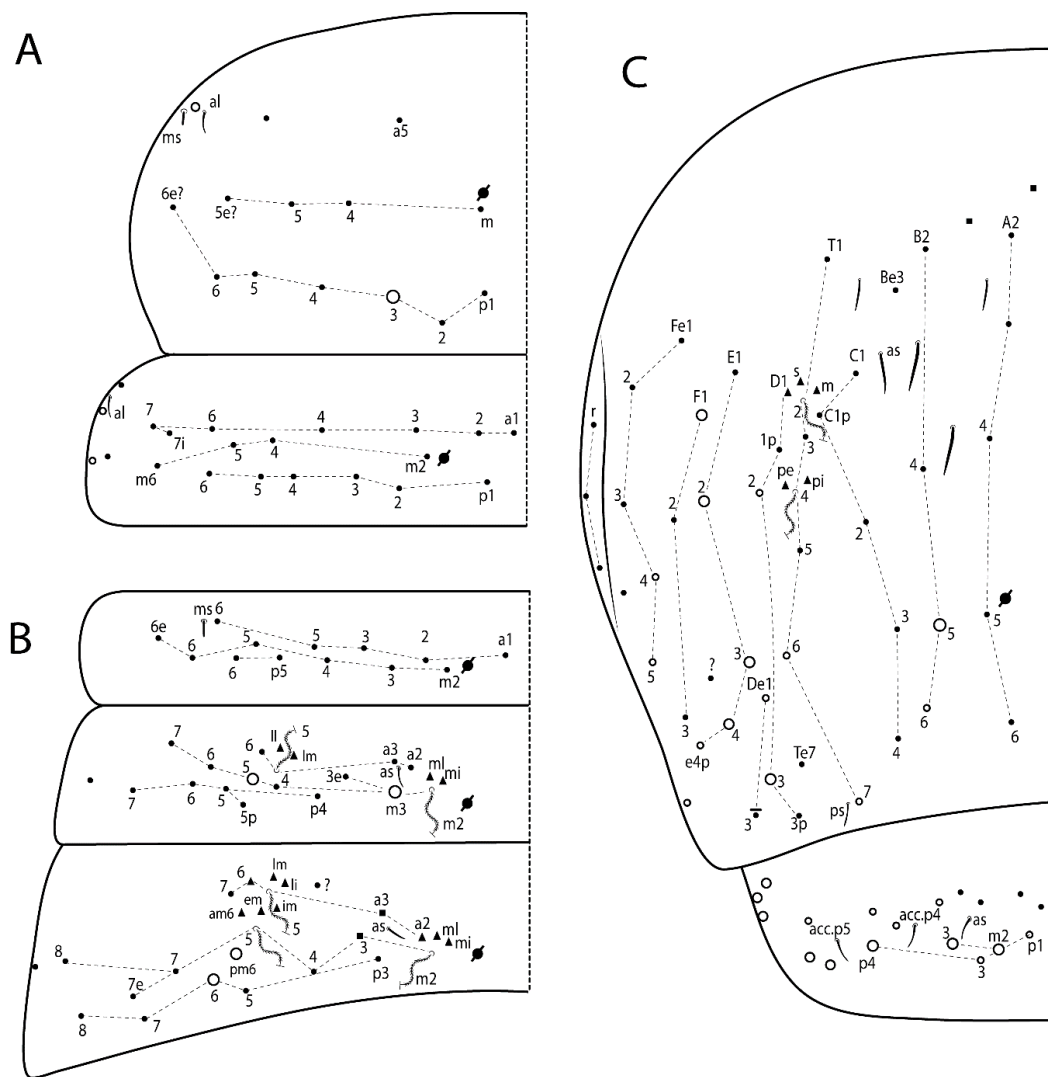 A
al
ms
a5
6e?
5e?
5
4
m
6
5
4
3
2
p1
al
7
7i
6
4
3
2
a1
m6
5
4
m2
6
5
4
3
2
p1
B
ms
6
6e
6
5
5
3
2
a1
6
p5
4
3
m2
7
6
5
6
ll
lm
5
4
3e
a3
a2
as
ml
mi
m3
m2
7
6
5
5p
p4
lm
li
?
6
7
am6
em
im
5
a3
a2
as
ml
mi
3
5
4
m2
pm6
p3
8
7
7e
6
5
8
7
C
A2
B2
T1
Be3
Fe1
E1
C1
as
s
m
D1
2
F1
2
C1p
3
4
r
1p
pe
pi
4
2
2
4
3
2
5
2
4
3
5
5
6
3
?
De1
5
6
6
3
4
4
e4p
Te7
3
7
ps
3
3p
acc.p5
acc.p4
as
3
m2
p1
p4
3